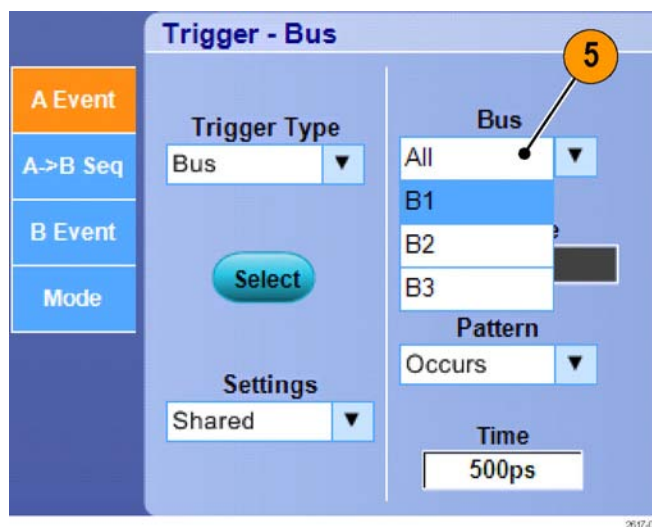 Trigger - Bus
5
A Event
A->B Seq
B Event
Mode
Trigger Type
Bus
Select
Settings
Shared
Bus
All
B1
B2
B3
Pattern
Occurs
Time
500ps